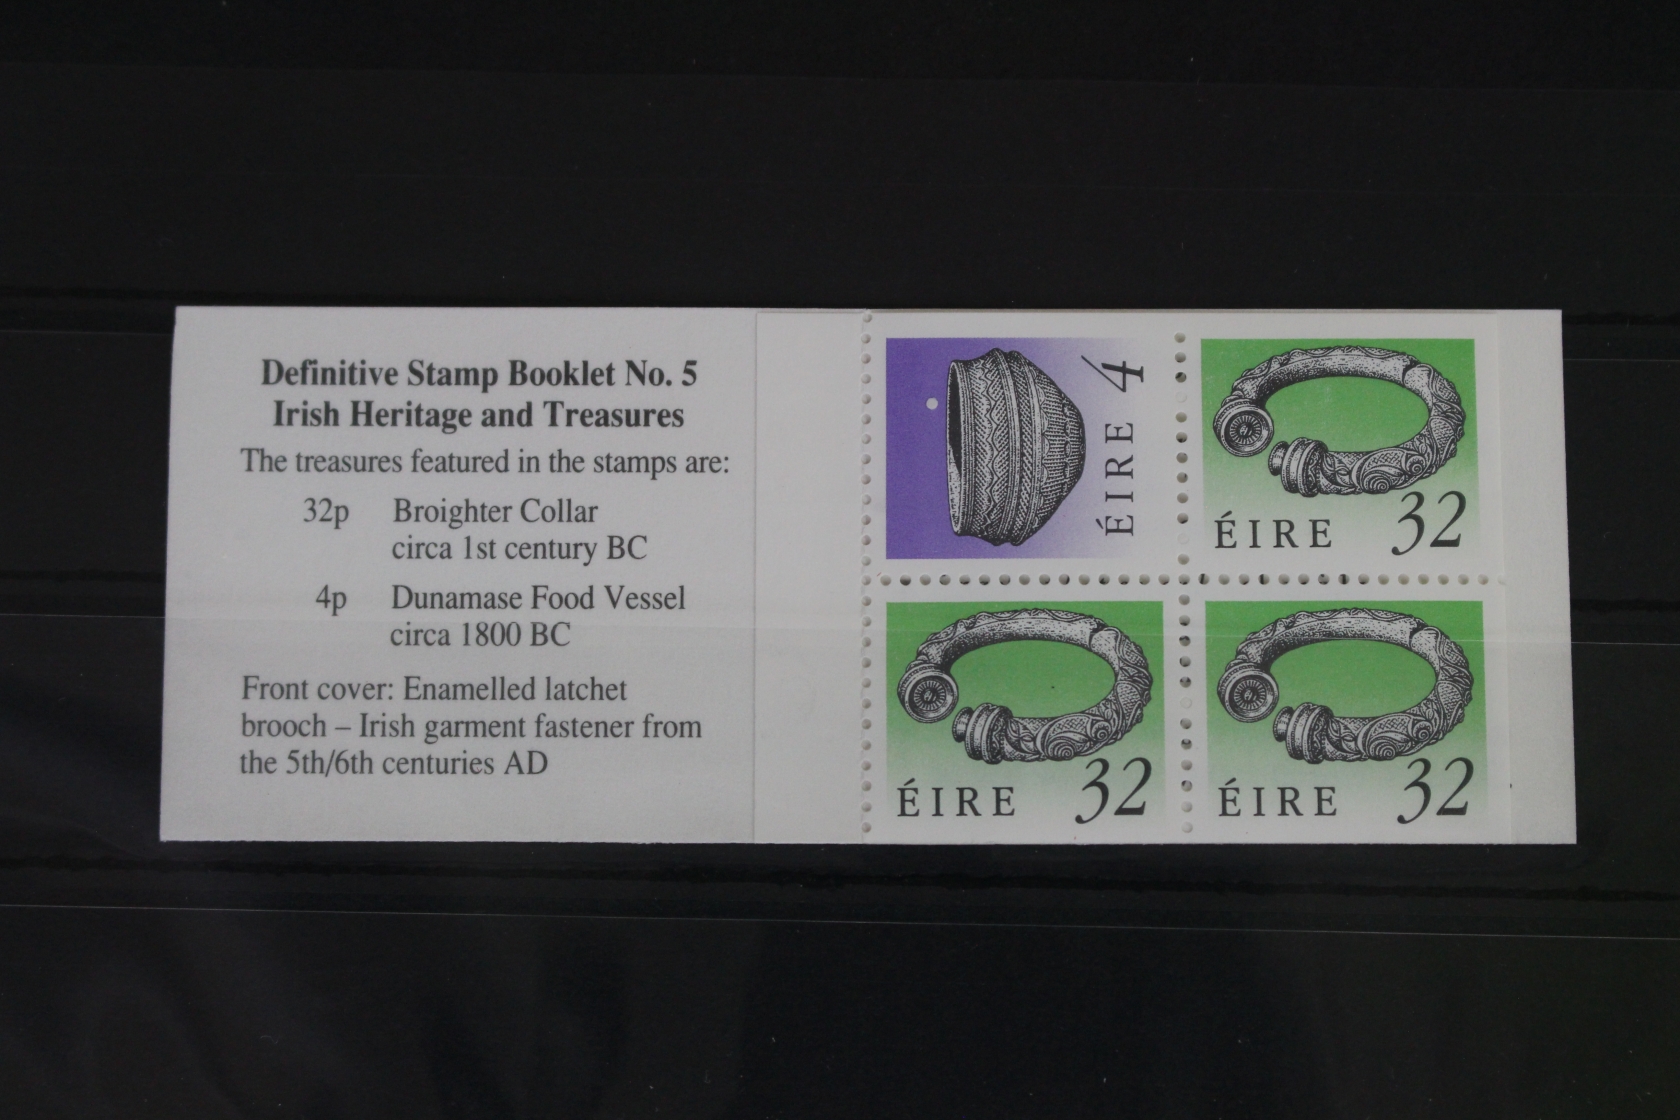 Definitive Stamp Booklet No. 5
Irish Heritage and Treasures
The treasures featured in the stamps are:
32p Broighter Collar
circa 1st century BC
4p Dunamase Food Vessel
circa 1800 BC
Front cover: Enamelled latchet
brooch – Irish garment fastener from
the 5th/6th centuries AD
ÉIRE 4
ÉIRE 32
ÉIRE 32
ÉIRE 32